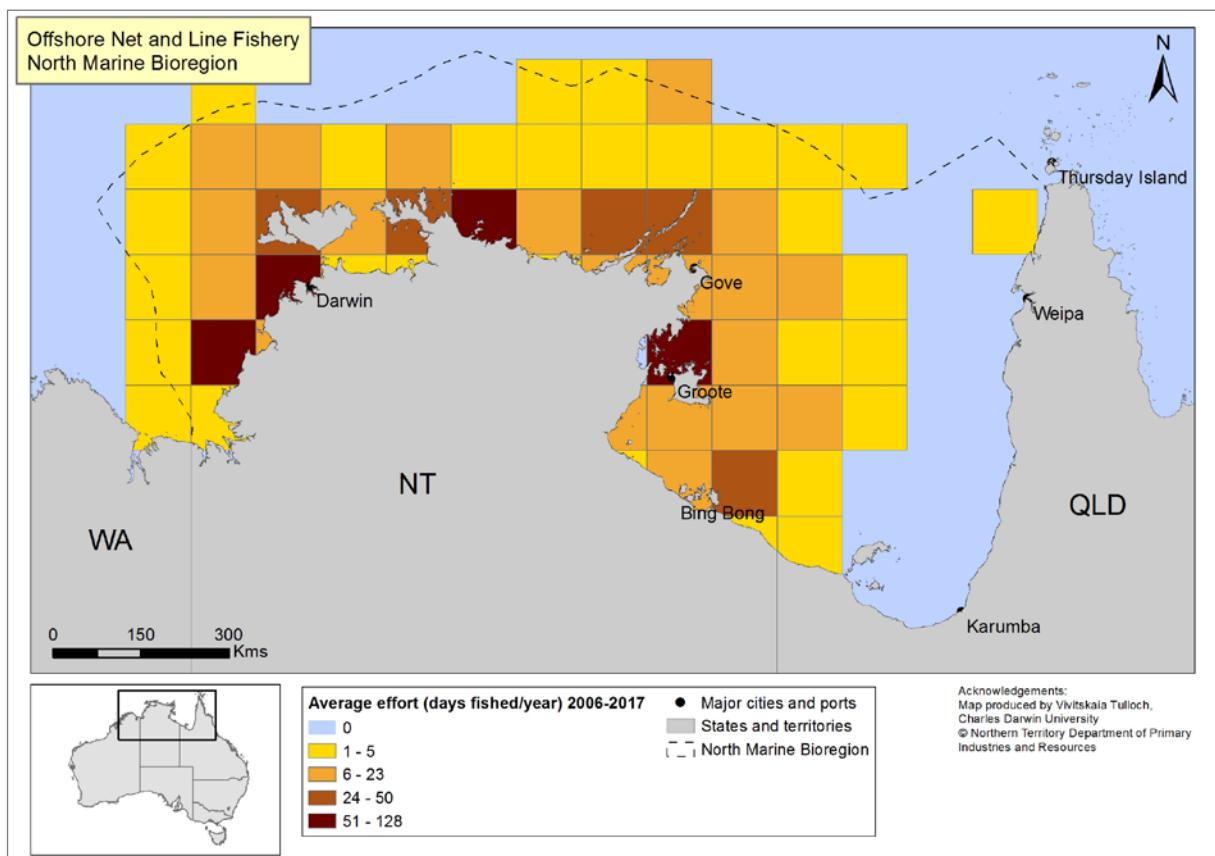 Offshore Net and Line Fishery
North Marine Bioregion
N
Thursday Island
Gove
Darwin
Weipa
Groote
NT
Bing Bong
QLD
WA
Karumba
0 150 300
Kms
Average effort (days fished/year) 2006-2017
0
1 - 5
6 - 23
24 - 50
51 - 128
Major cities and ports
States and territories
North Marine Bioregion
Acknowledgements:
Map produced by Vivitskaia Tulloch,
Charles Darwin University
© Northern Territory Department of Primary
Industries and Resources